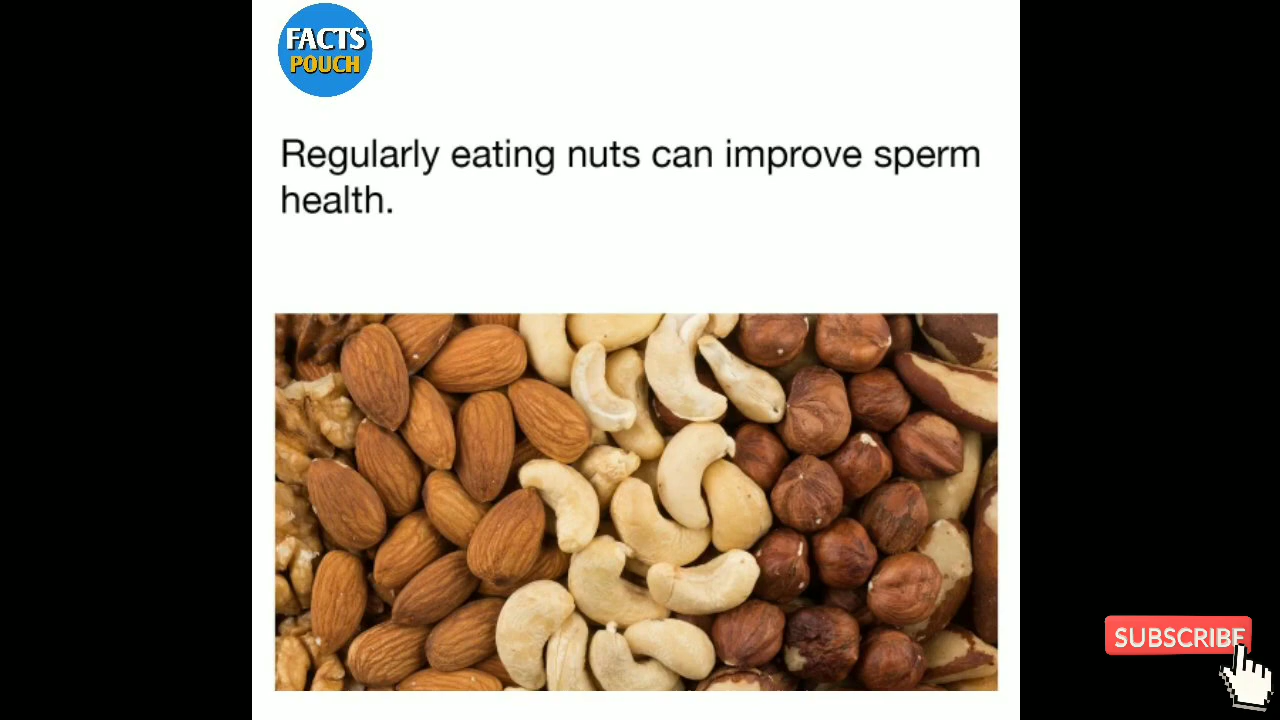 FACTS
POUCH
Regularly eating nuts can improve sperm
health.
SUBSCRIBE